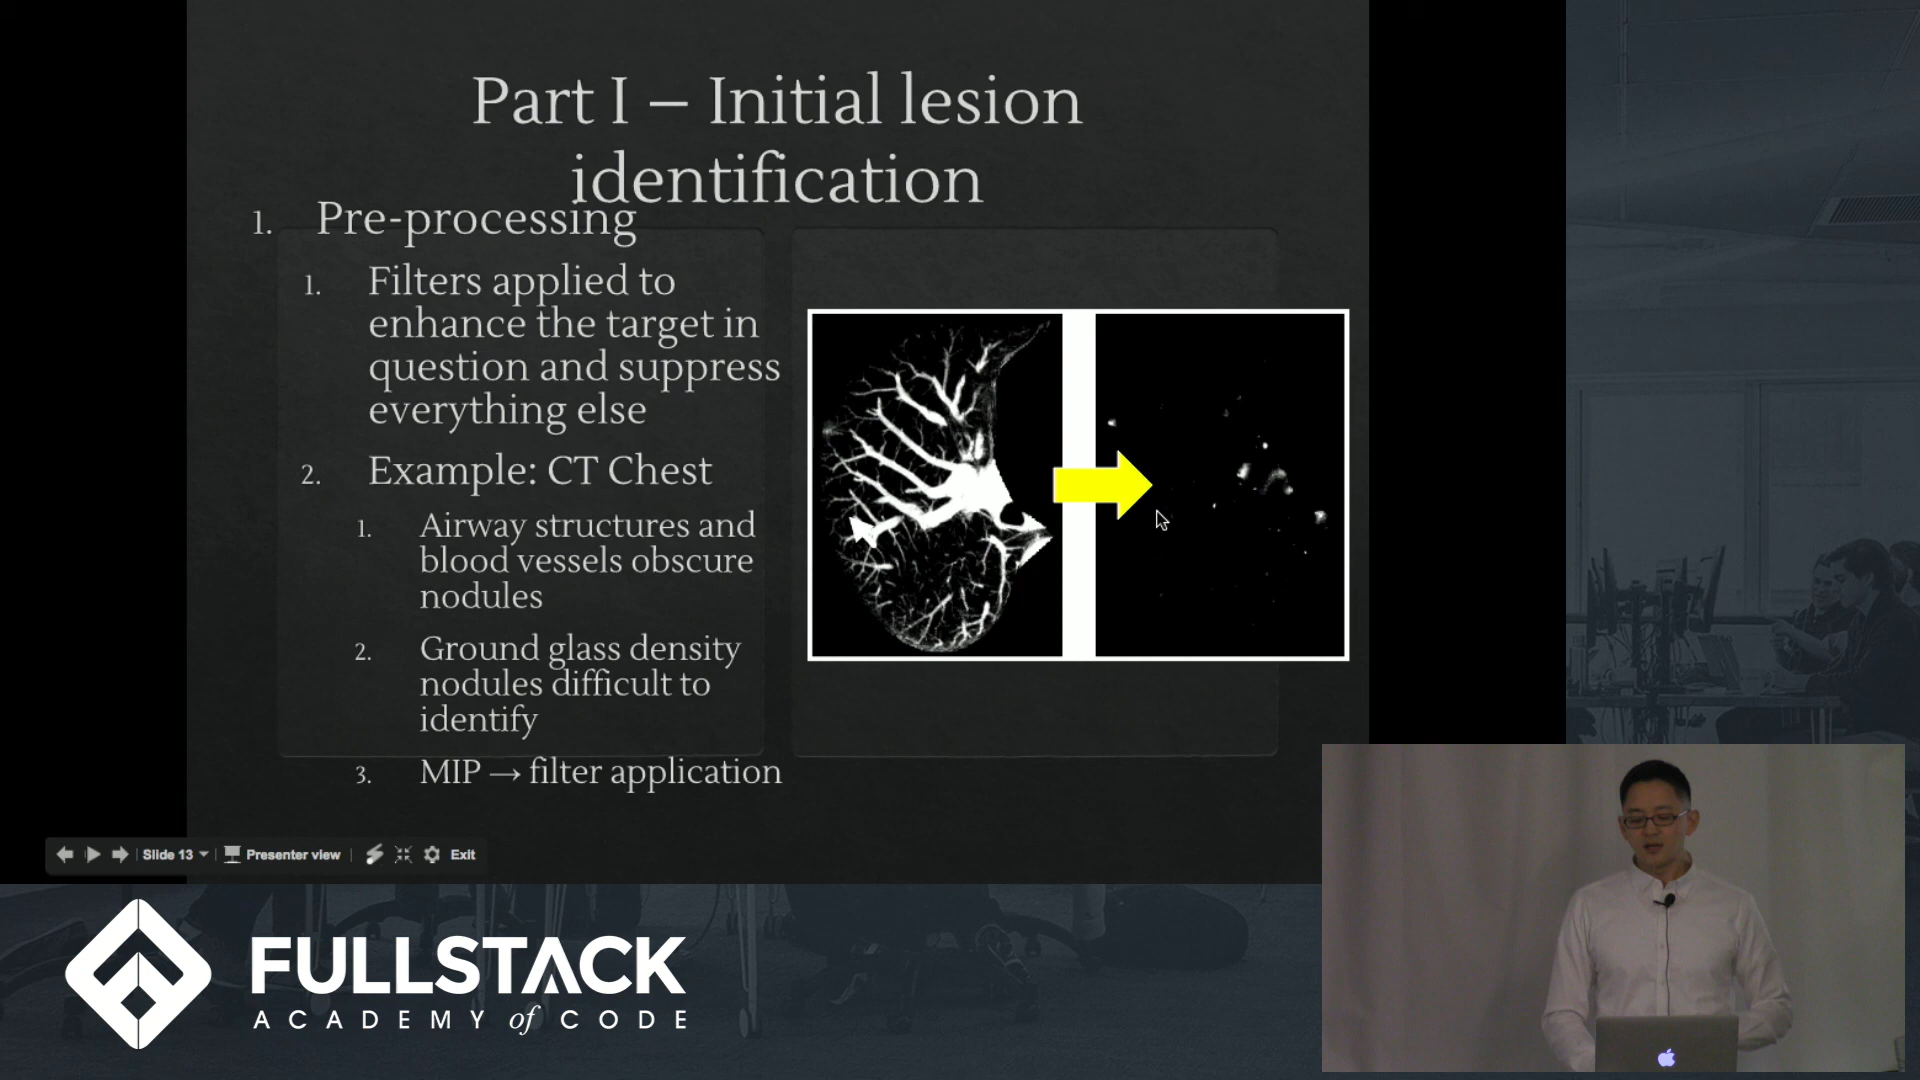 Part I – Initial lesion
identification
1. Pre-processing
1. Filters applied to
enhance the target in
question and suppress
everything else
2. Example: CT Chest
1. Airway structures and
blood vessels obscure
nodules
2. Ground glass density
nodules difficult to
identify
3. MIP → filter application
Slide 13 Presenter view Exit
FULLSTACK
ACADEMY of CODE